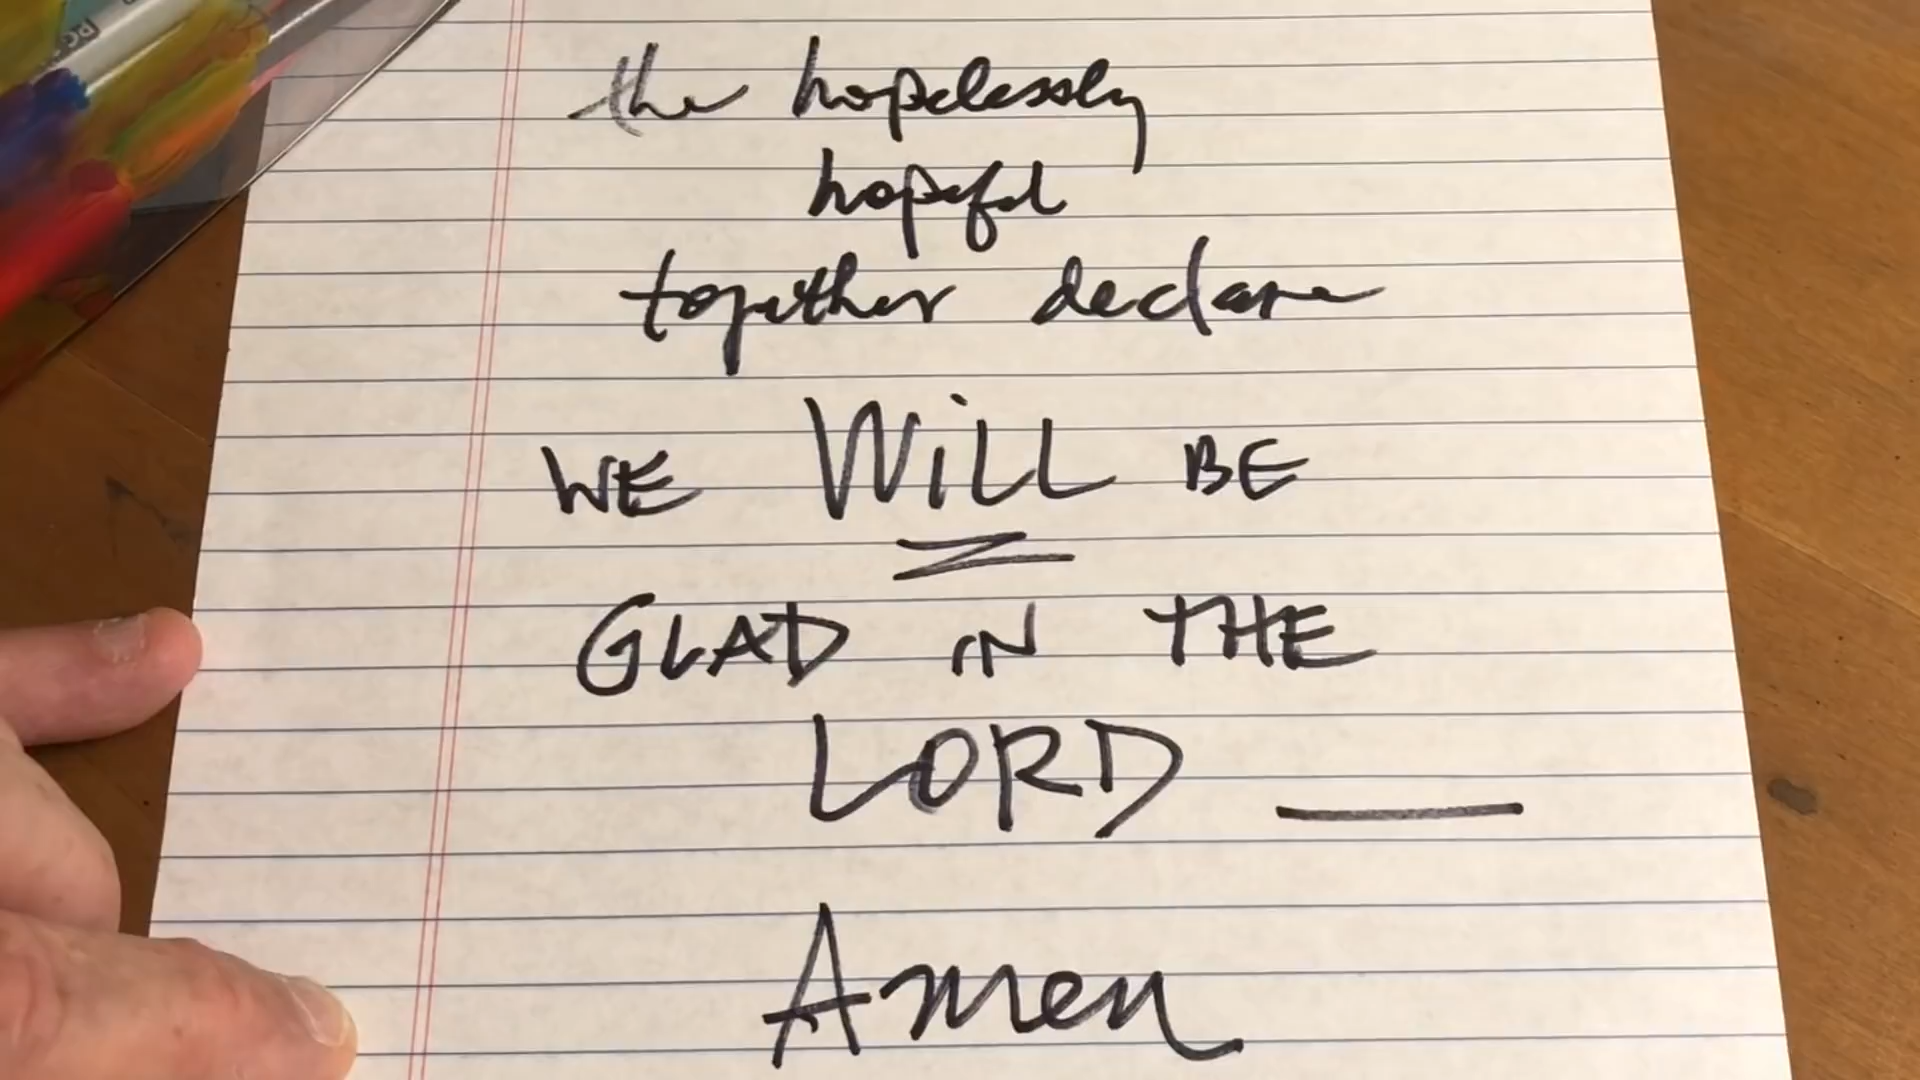 the hopelessly
hopeful
together declare
WE WiLL BE
GLAD IN THE
LORD —
Amen